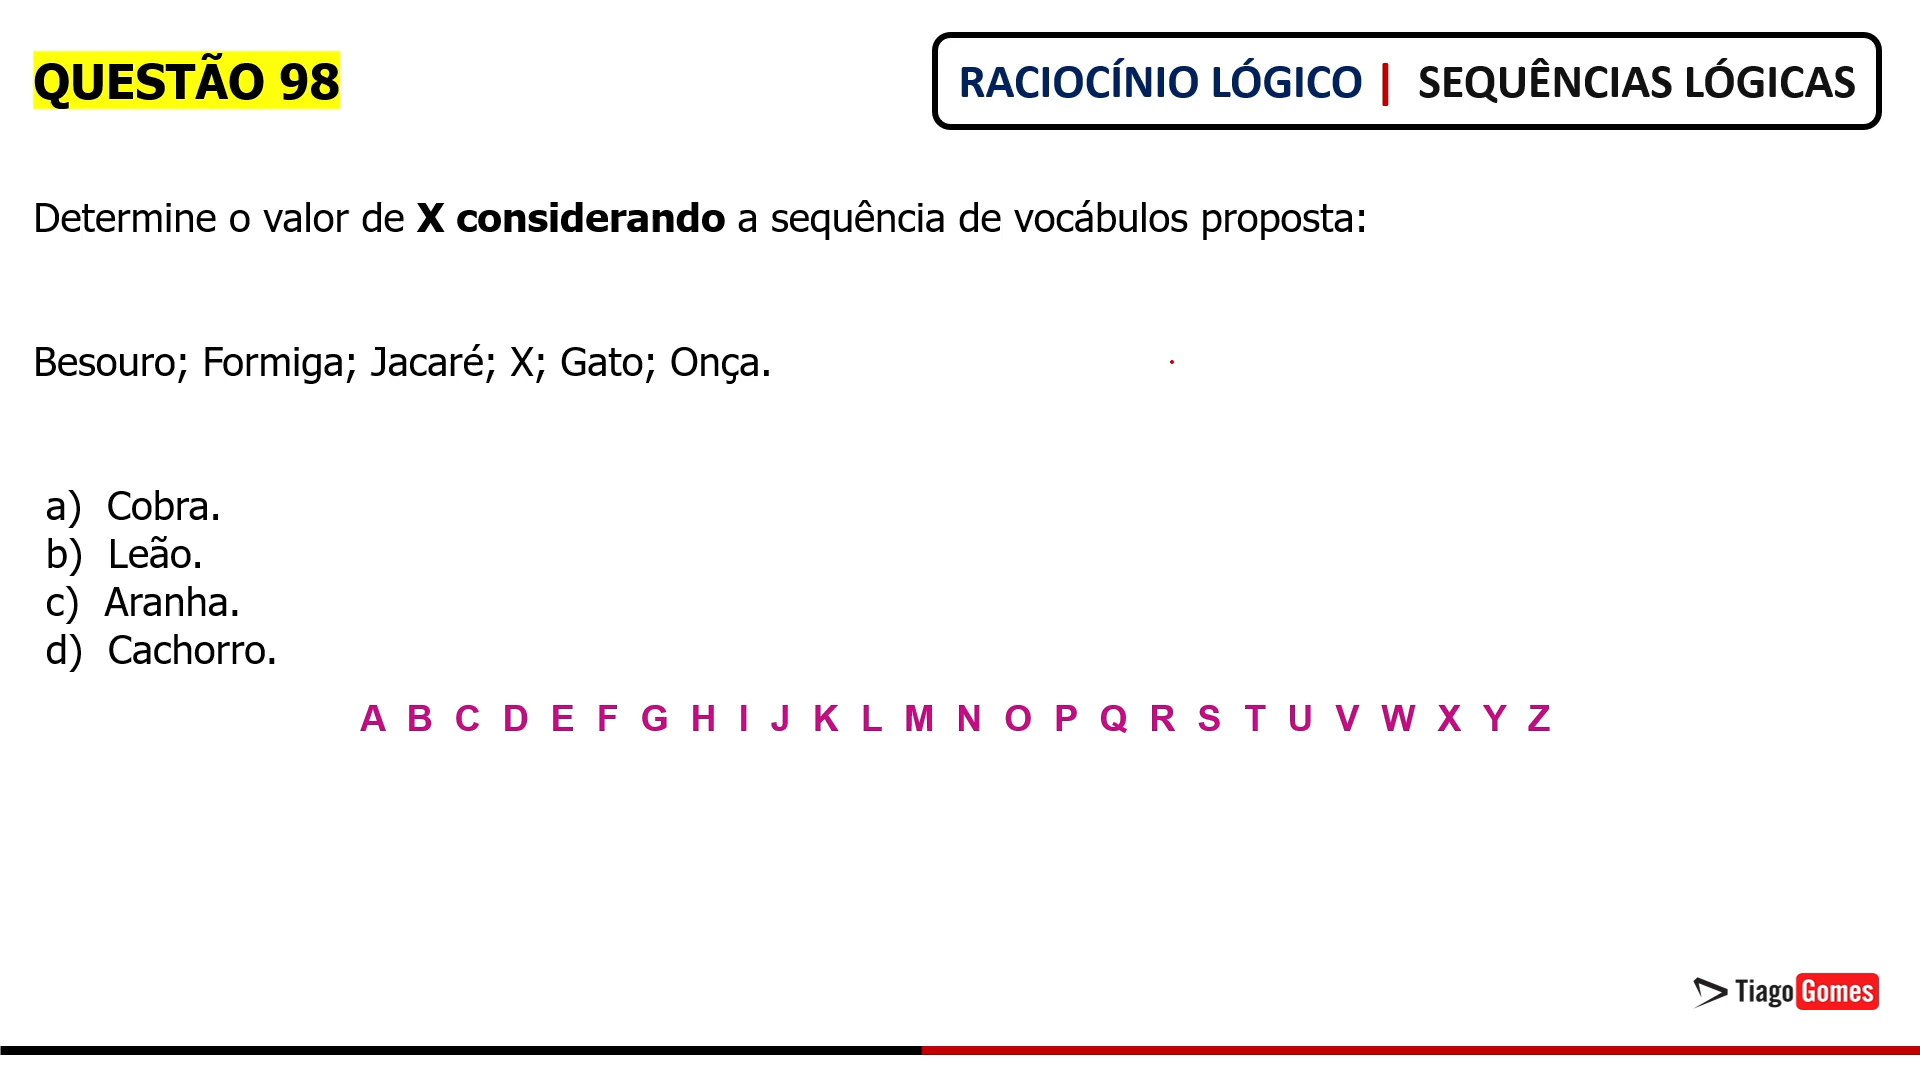 QUESTÃO 98
RACIOCÍNIO LÓGICO | SEQUÊNCIAS LÓGICAS
Determine o valor de X considerando a sequência de vocábulos proposta:
Besouro; Formiga; Jacaré; X; Gato; Onça.
a) Cobra.
b) Leão.
c) Aranha.
d) Cachorro.
A B C D E F G H I J K L M N O P Q R S T U V W X Y Z
Tiago Gomes